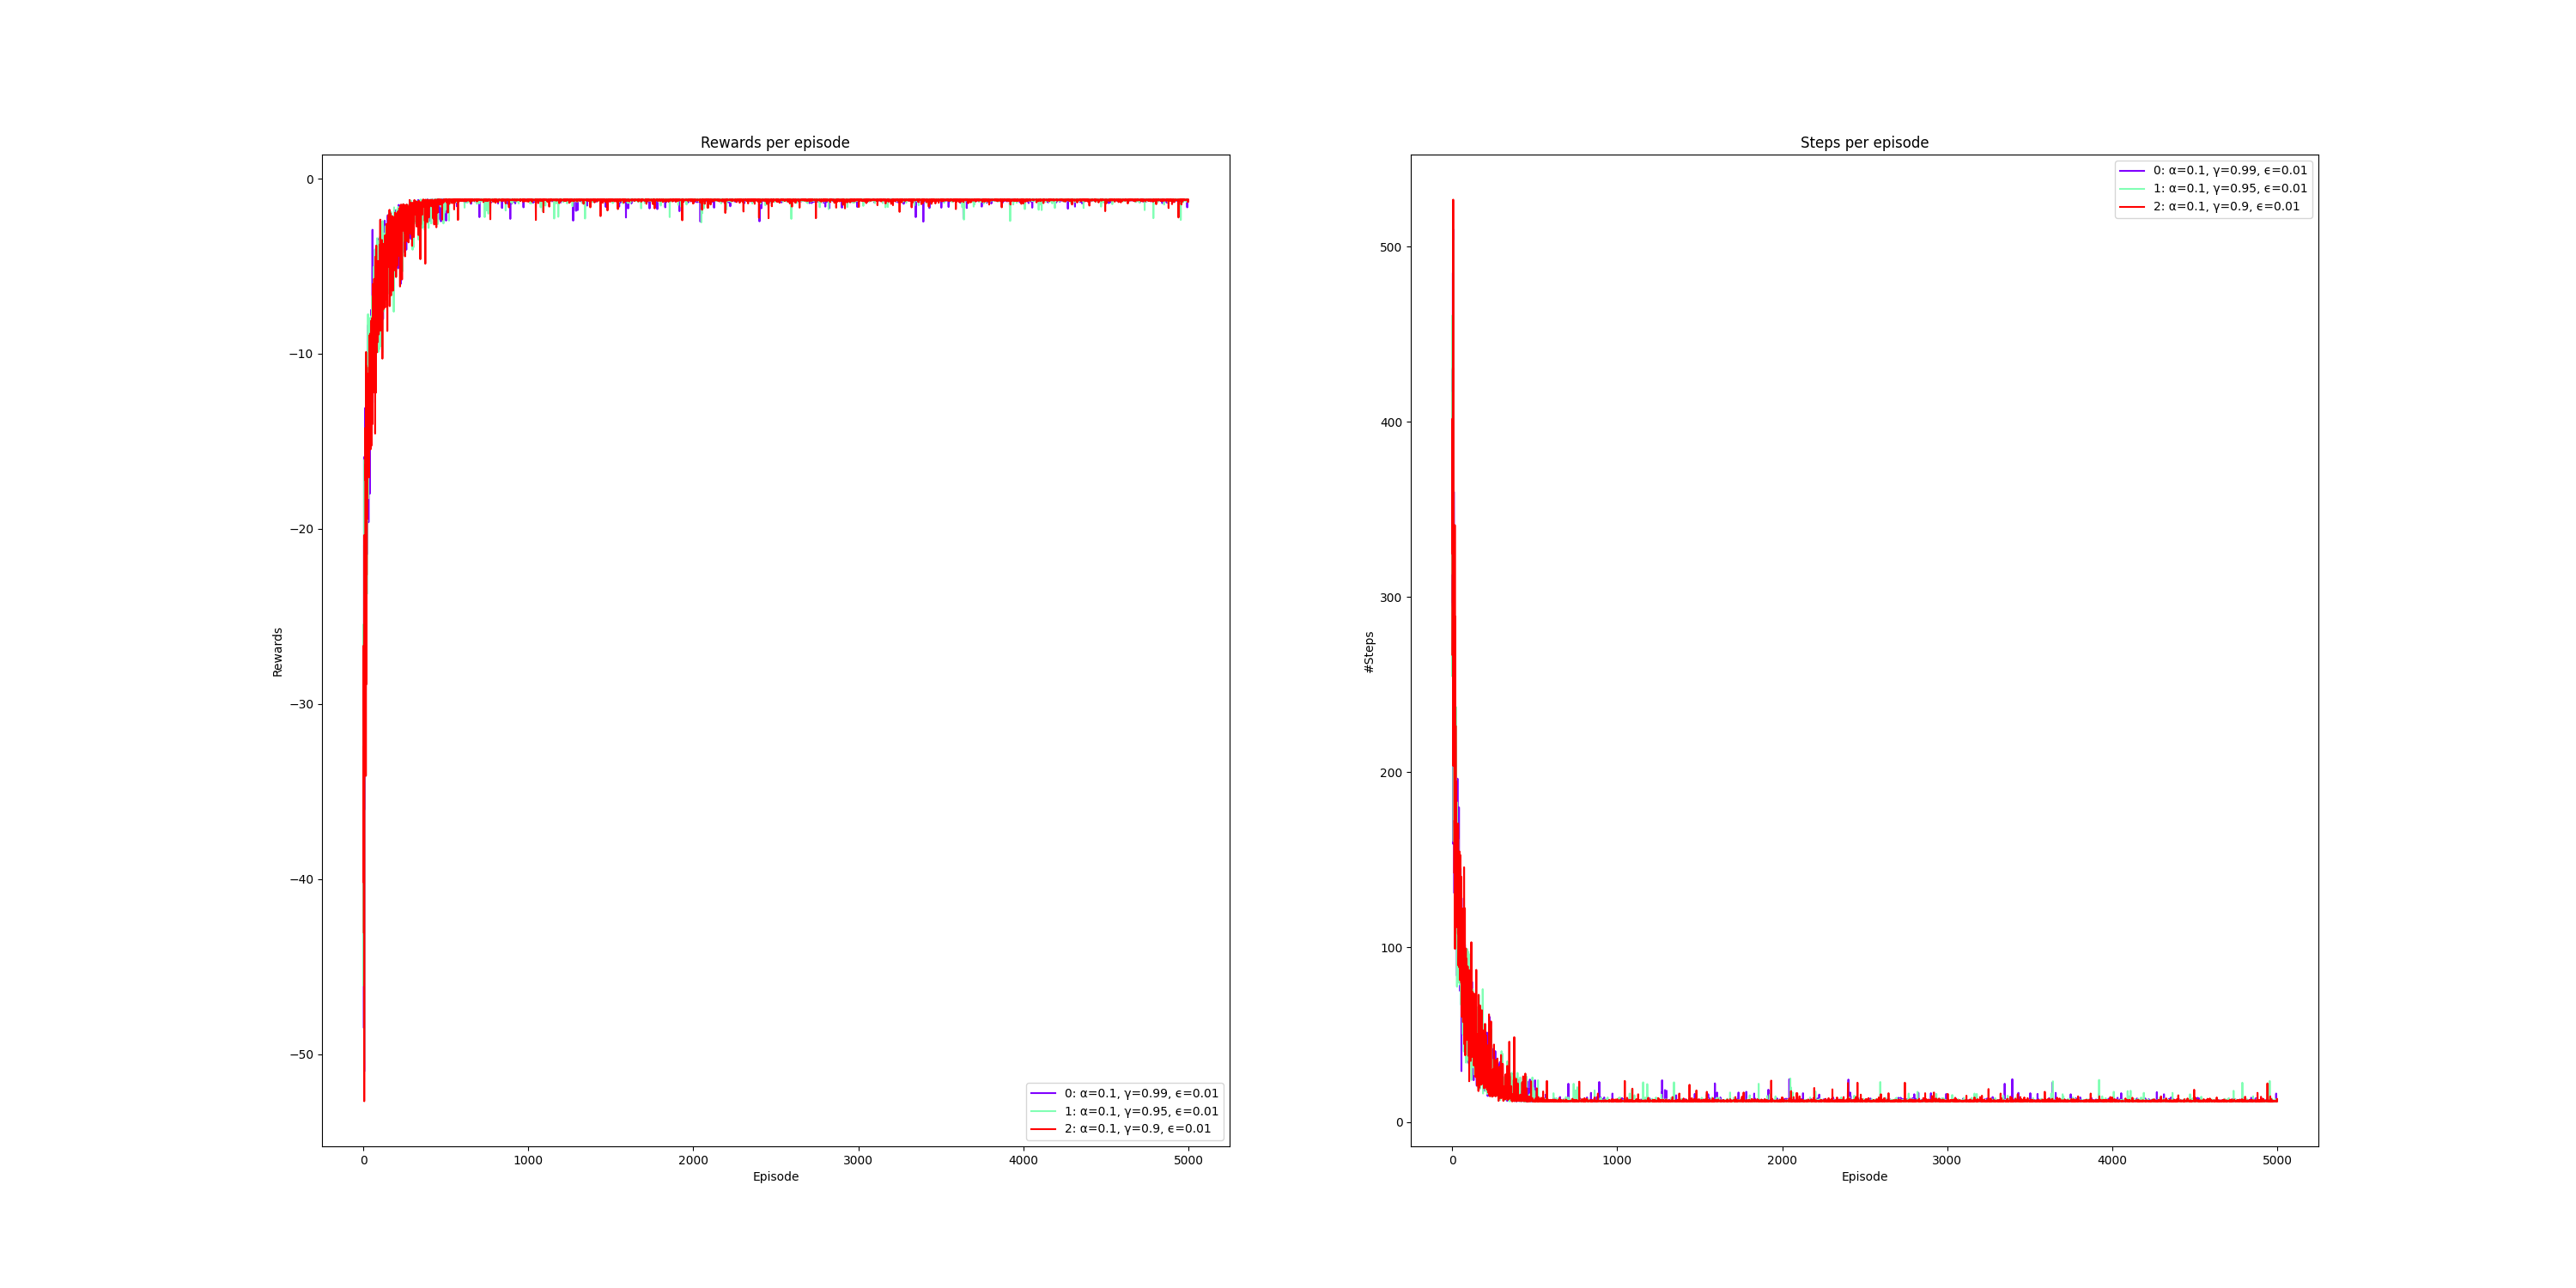 Rewards per episode
0
−10
−20
−30
−40
−50
Rewards
0: α=0.1, γ=0.99, ϵ=0.01
1: α=0.1, γ=0.95, ϵ=0.01
2: α=0.1, γ=0.9, ϵ=0.01
0 1000 2000 3000 4000 5000
Episode
Steps per episode
0: α=0.1, γ=0.99, ϵ=0.01
1: α=0.1, γ=0.95, ϵ=0.01
2: α=0.1, γ=0.9, ϵ=0.01
500
400
300
200
100
0
#Steps
0 1000 2000 3000 4000 5000
Episode